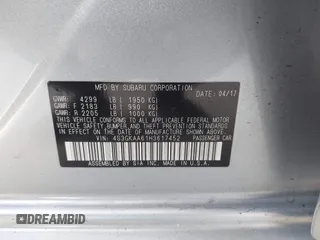 MFD BY SUBARU CORPORATION DATE: 04/17
GVWR: 4299 LB ( 1950 KG)
GAWR: F 2183 LB ( 990 KG)
GAWR: R 2205 LB ( 1000 KG)
THIS VEHICLE CONFORMS TO ALL APPLICABLE FEDERAL MOTOR
VEHICLE SAFETY, BUMPER AND THEFT PREVENTION STANDARDS
IN EFFECT ON THE DATE OF MANUFACTURE SHOWN ABOVE.
VIN: 4S3GKAA61H3617452 PASSENGER CAR
ASSEMBLED BY SIA IN U.S.A.
DREAMBID